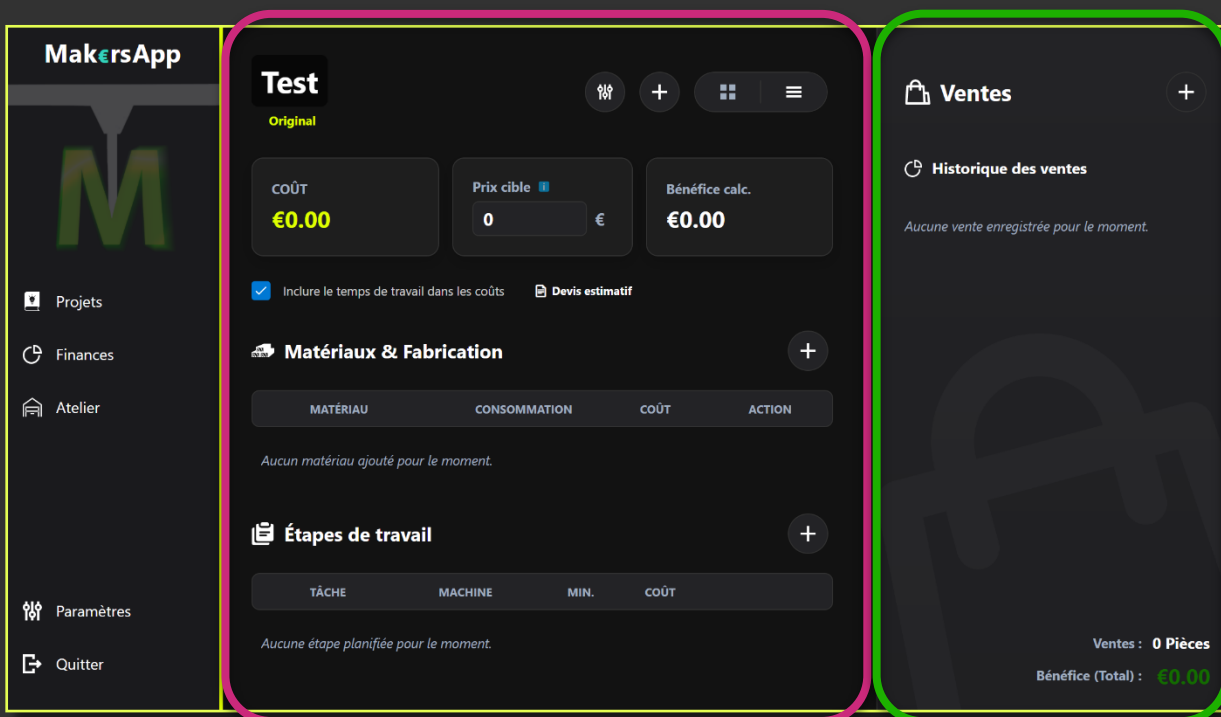 MakεrsApp
M
Projets
Finances
Atelier
Paramètres
Quitter
Test
Original
COÛT
€0.00
Prix cible i
0 €
Bénéfice calc.
€0.00
Inclure le temps de travail dans les coûts
Devis estimatif
Matériaux & Fabrication
MATÉRIAU CONSOMMATION COÛT ACTION
Aucun matériau ajouté pour le moment.
Étapes de travail
TÂCHE MACHINE MIN. COÛT
Aucune étape planifiée pour le moment.
Ventes
Historique des ventes
Aucune vente enregistrée pour le moment.
Ventes : 0 Pièces
Bénéfice (Total) : €0.00